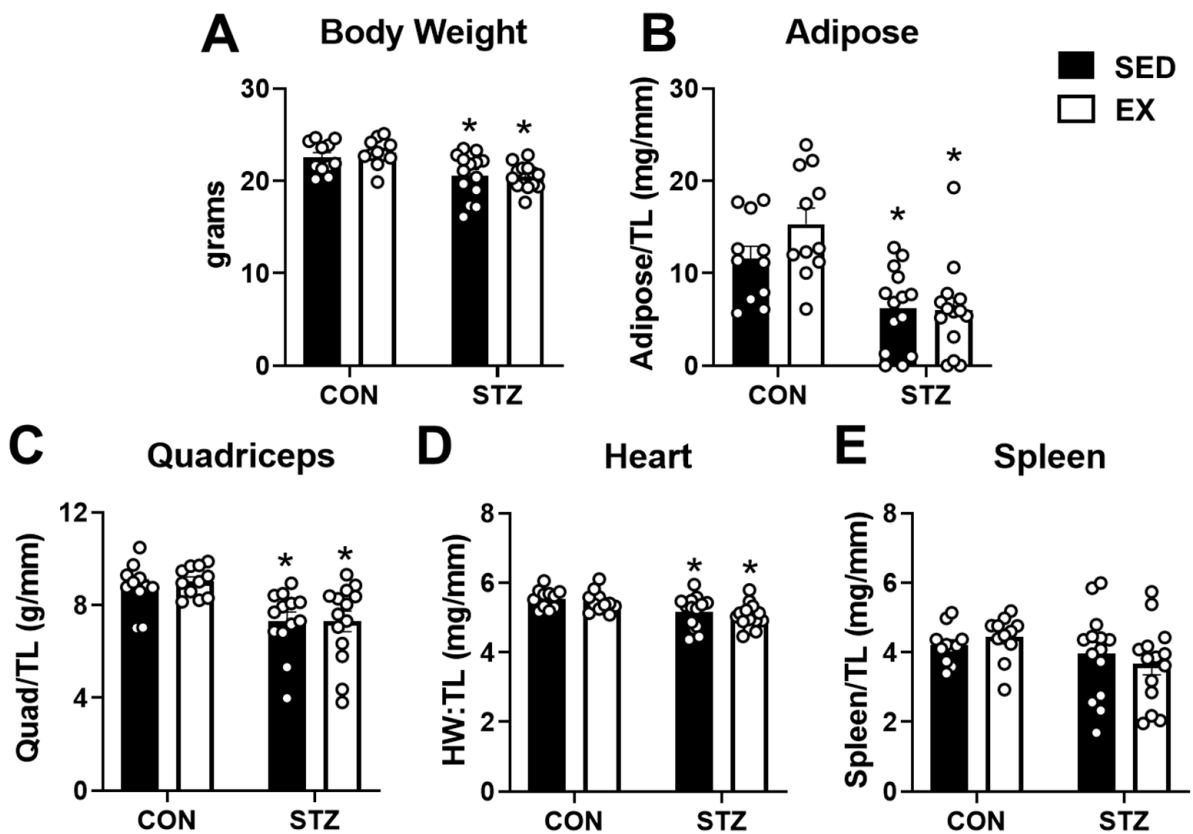 A
Body Weight
B
Adipose
SED
EX
grams
30
20
10
0
* *
CON STZ
Adipose/TL (mg/mm)
30
20
10
0
* *
CON STZ
C
Quadriceps
D
Heart
E
Spleen
Quad/TL (g/mm)
12
8
4
0
* *
CON STZ
HW:TL (mg/mm)
8
6
4
2
0
* *
CON STZ
Spleen/TL (mg/mm)
8
6
4
2
0
CON STZ